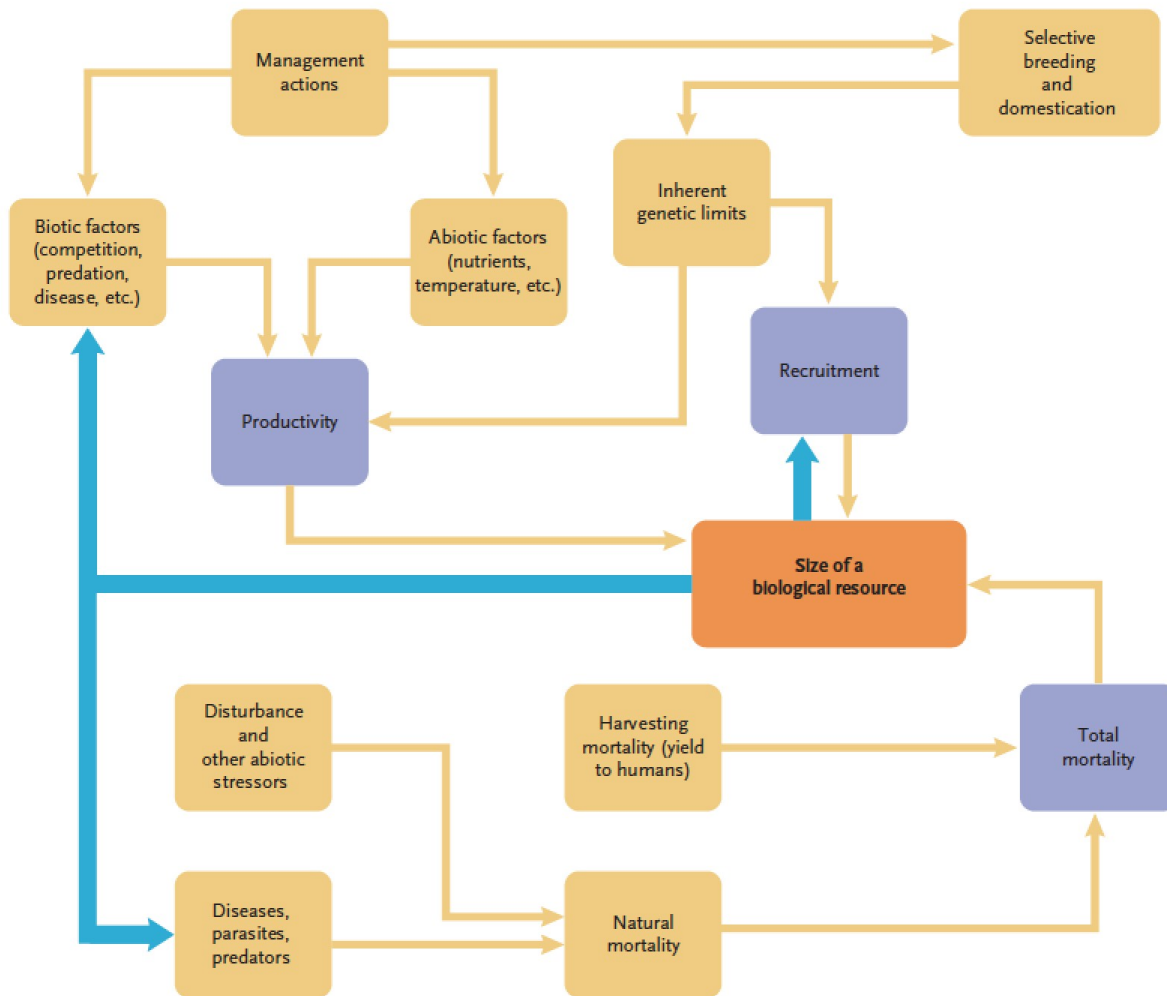 Management
actions
Selective
breeding
and
domestication
Inherent
genetic limits
Biotic factors
(competition,
predation,
disease, etc.)
Abiotic factors
(nutrients,
temperature, etc.)
Recruitment
Productivity
Size of a
biological resource
Disturbance
and
other abiotic
stressors
Harvesting
mortality (yield
to humans)
Total
mortality
Diseases,
parasites,
predators
Natural
mortality